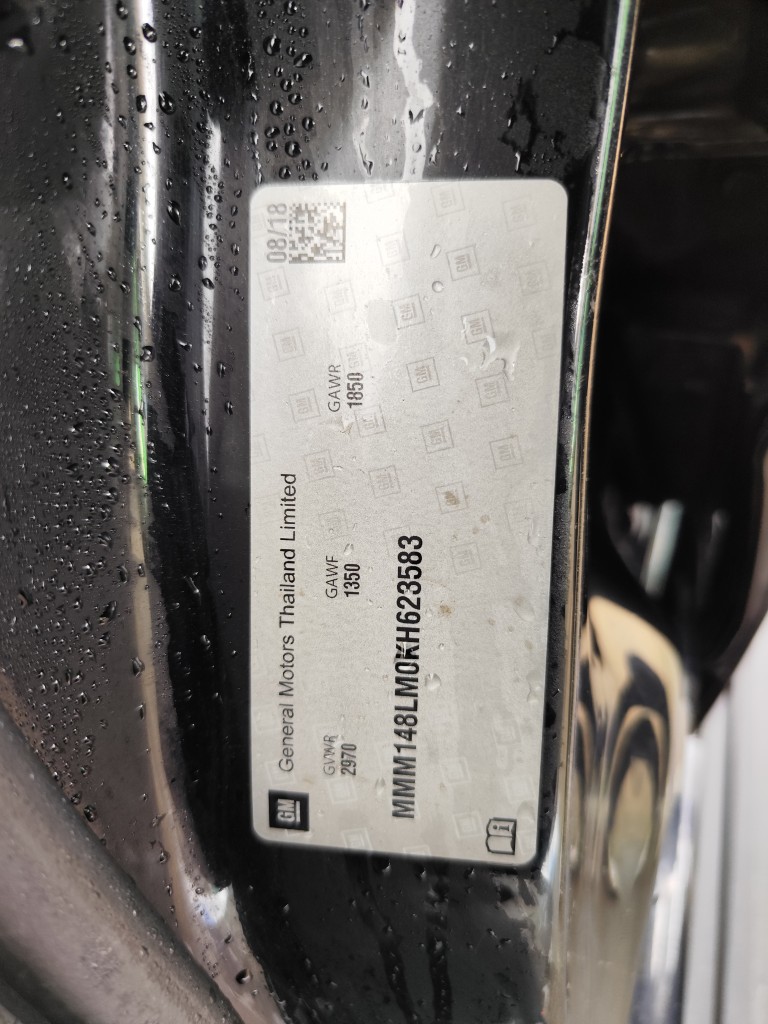 08/18
GM General Motors Thailand Limited
GVWR GAWF GAWR
2970 1350 1850
MMM148LM0KH623583